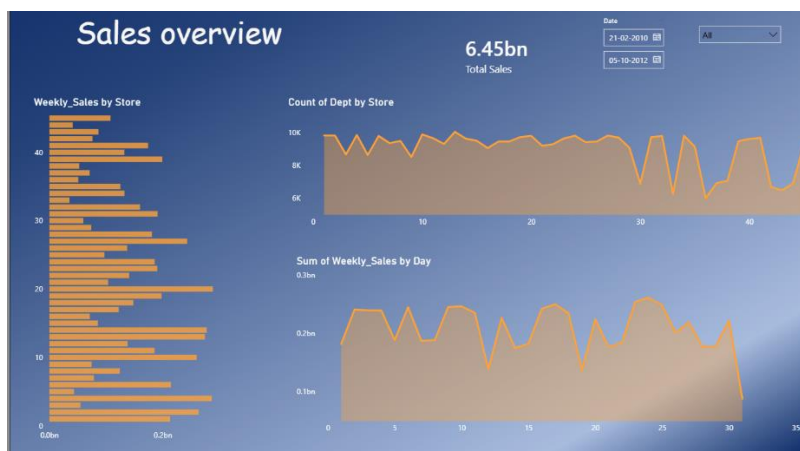 Sales overview
6.45bn
Total Sales
Date
21-02-2010
05-10-2012
All
Weekly_Sales by Store
40
30
20
10
0
0.0bn 0.2bn
Count of Dept by Store
10K
8K
6K
0 10 20 30 40
Sum of Weekly_Sales by Day
0.3bn
0.2bn
0.1bn
0 5 10 15 20 25 30 35